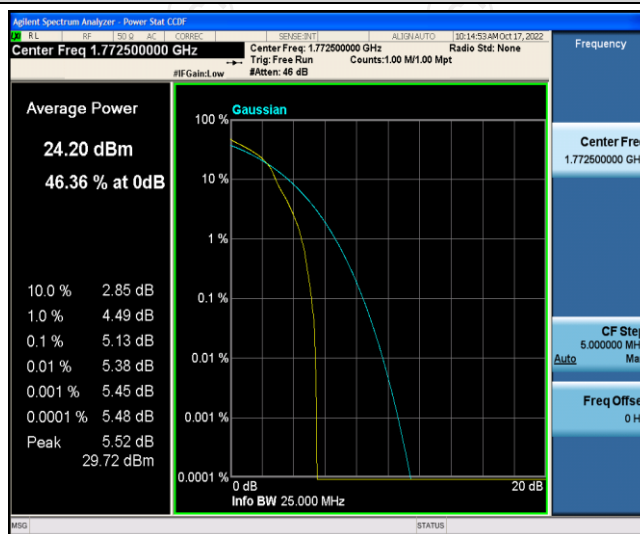 Agilent Spectrum Analyzer - Power Stat CCDF
RL RF 50 Ω AC CORREC SENSE:INT ALIGNAUTO 10:14:53 AM Oct 17, 2022
Center Freq 1.772500000 GHz
Center Freq: 1.772500000 GHz Radio Std: None
Trig: Free Run Counts:1.00 M/1.00 Mpt
#IFGain:Low #Atten: 46 dB
Frequency
Average Power
24.20 dBm
46.36 % at 0dB
10.0 % 2.85 dB
1.0 % 4.49 dB
0.1 % 5.13 dB
0.01 % 5.38 dB
0.001 % 5.45 dB
0.0001 % 5.48 dB
Peak 5.52 dB
29.72 dBm
Gaussian
100 %
10 %
1 %
0.1 %
0.01 %
0.001 %
0.0001 %
0 dB 20 dB
Info BW 25.000 MHz
Center Fre
1.772500000 GH
CF Ste
5.000000 MH
Auto Ma
Freq Offse
0 H
MSG STATUS